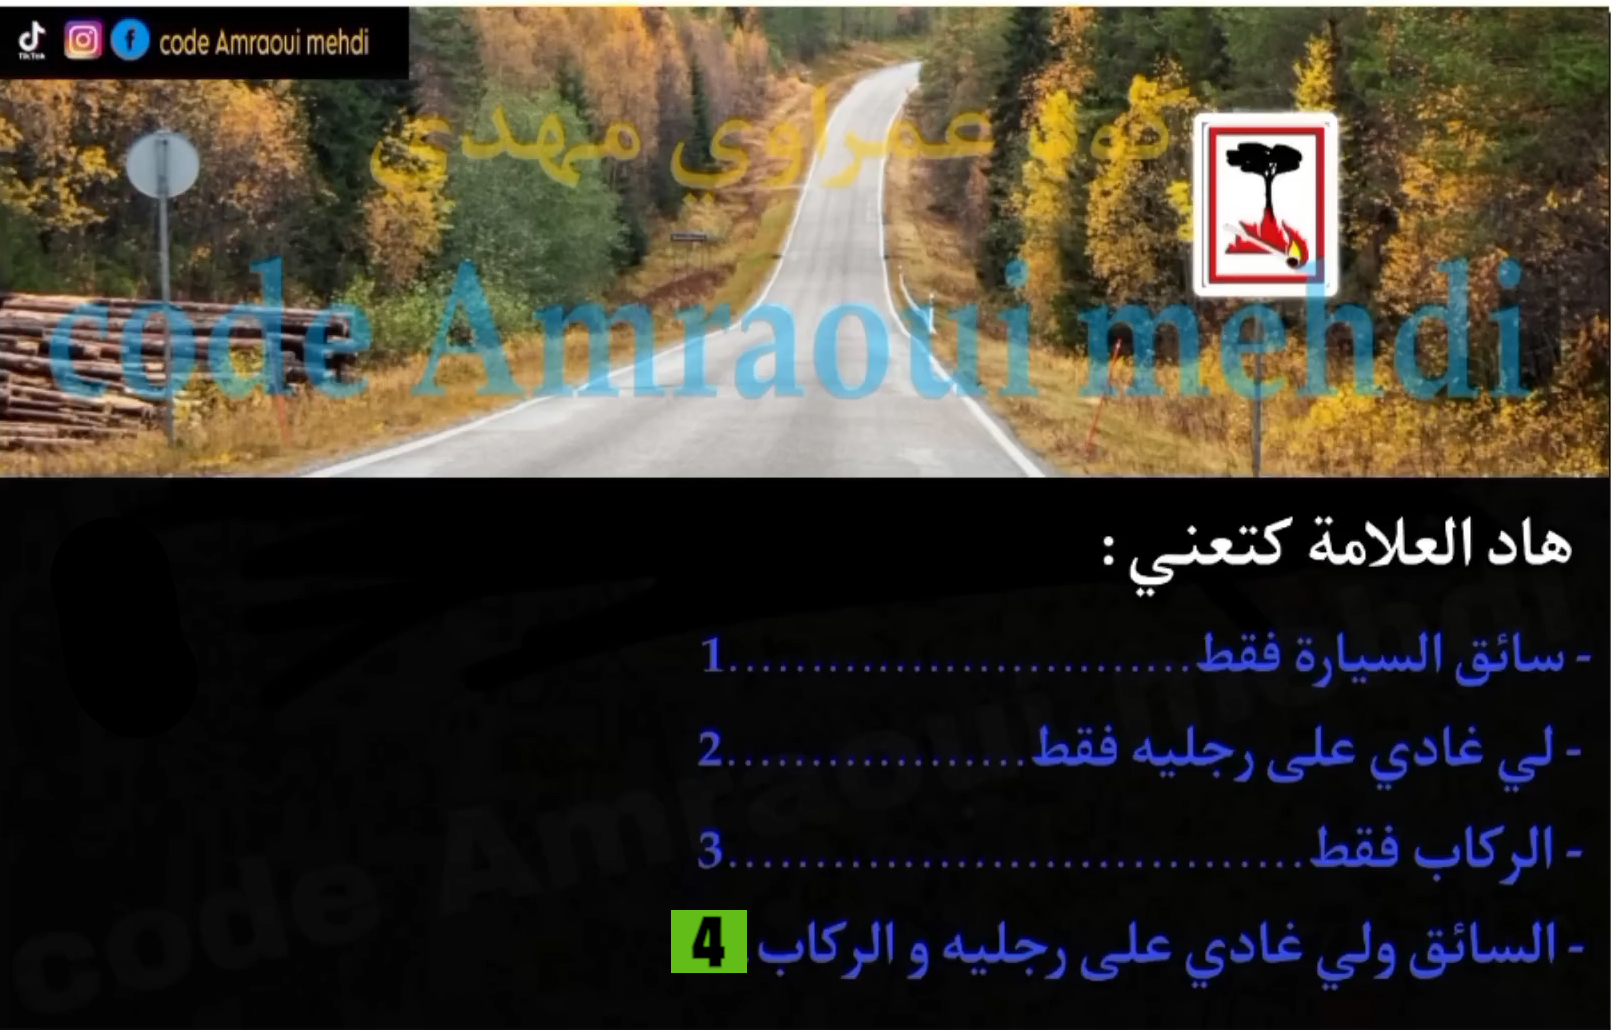 TikTok
code Amraoui mehdi
كود عمراوي مهدي
code Amraoui mehdi
هاد العلامة كتعني :
- سائق السيارة فقط............................1
- لي غادي على رجليه فقط..................2
- الركاب فقط...................................3
- السائق ولي غادي على رجليه و الركاب. 4
code Amraoui mehdi